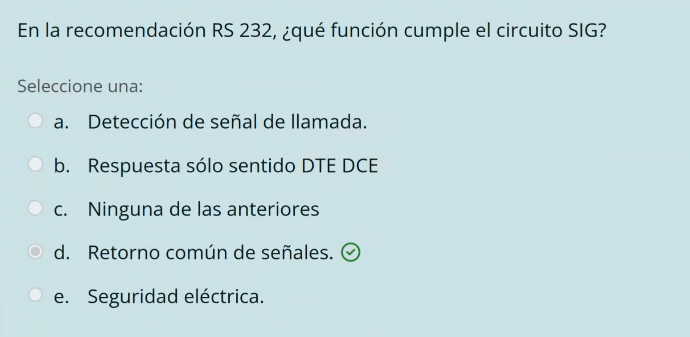 En la recomendación RS 232, ¿qué función cumple el circuito SIG?
Seleccione una:
a. Detección de señal de llamada.
b. Respuesta sólo sentido DTE DCE
c. Ninguna de las anteriores
d. Retorno común de señales.
e. Seguridad eléctrica.